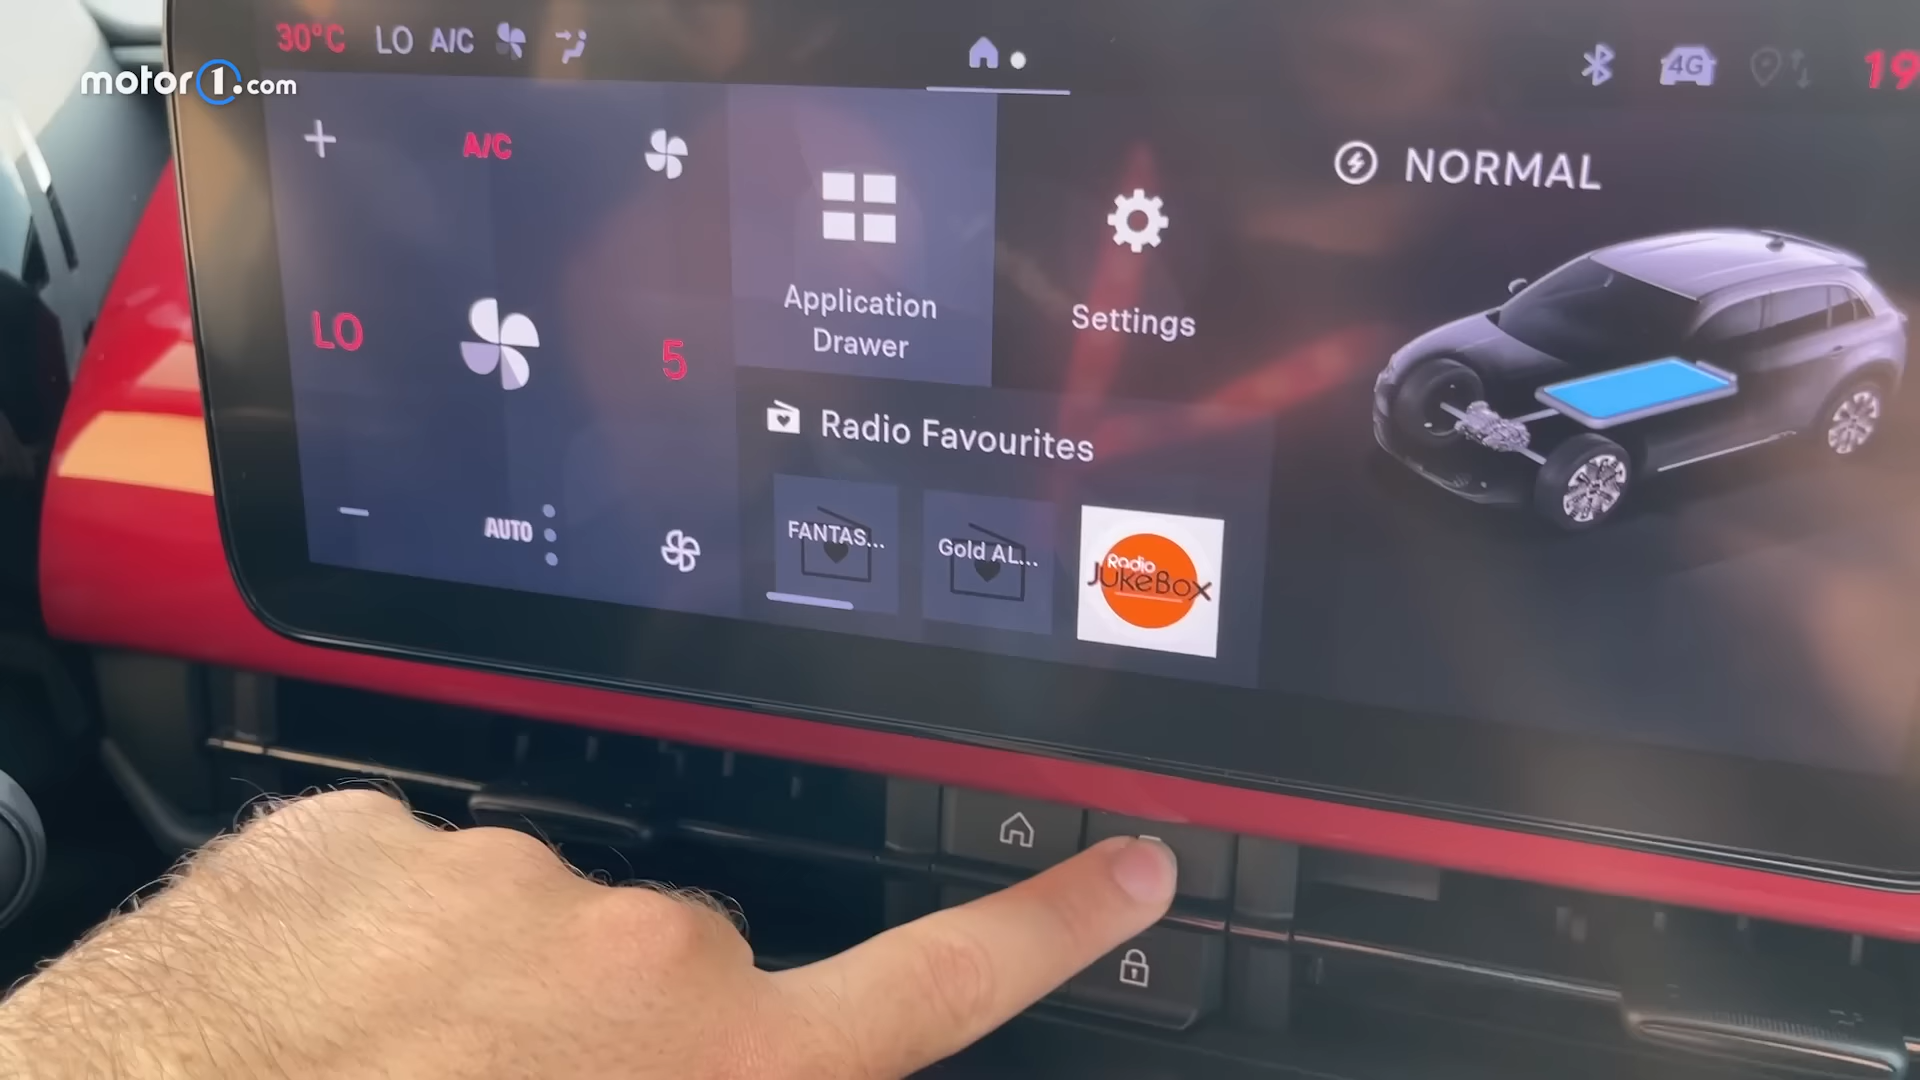 30°C LO A/C
4G
19
motor1.com
A/C
NORMAL
LO
5
AUTO
Application
Drawer
Settings
Radio Favourites
FANTAS...
Gold AL...
Radio
JUKEBOX